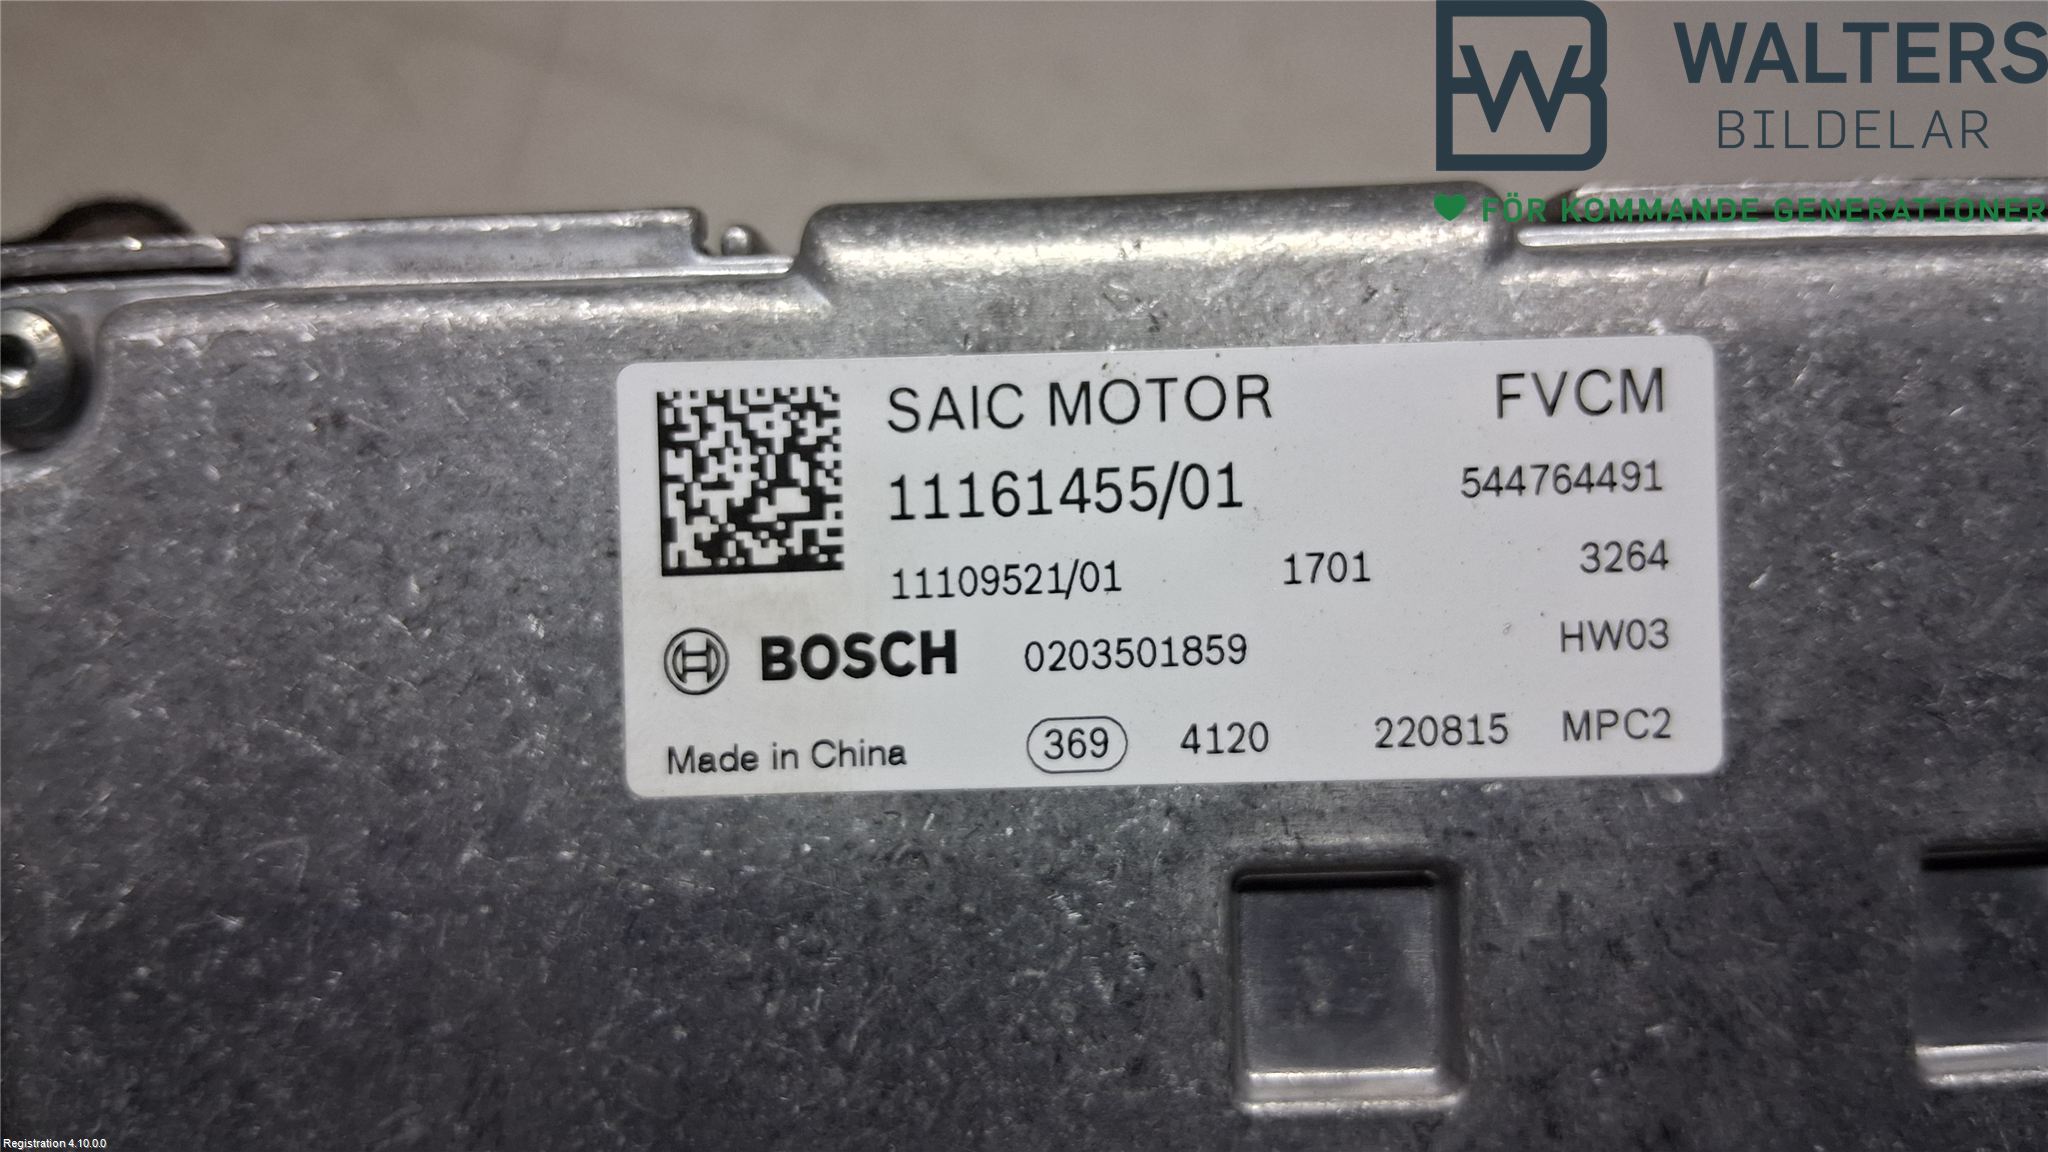 WALTERS
BILDELAR
FÖR KOMMANDE GENERATIONER
SAIC MOTOR FVCM
11161455/01 544764491
11109521/01 1701 3264
BOSCH 0203501859 HW03
Made in China 369 4120 220815 MPC2
Registration 4.10.0.0